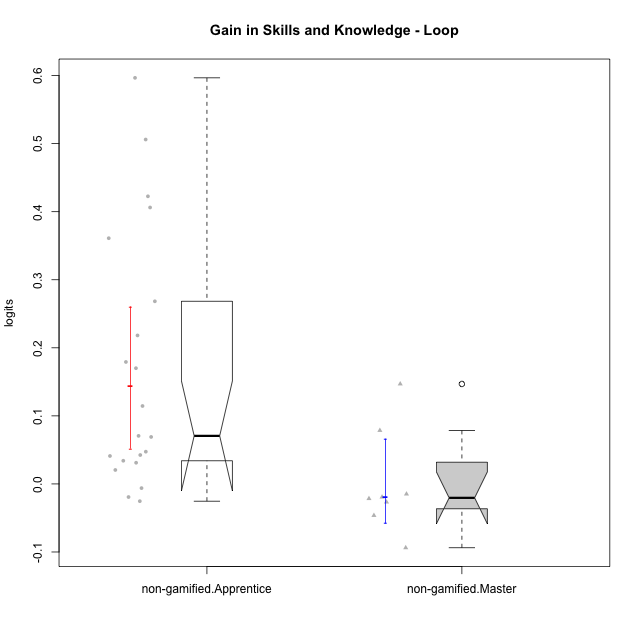 Gain in Skills and Knowledge - Loop
logits
0.6
0.5
0.4
0.3
0.2
0.1
0.0
-0.1
non-gamified.Apprentice
non-gamified.Master